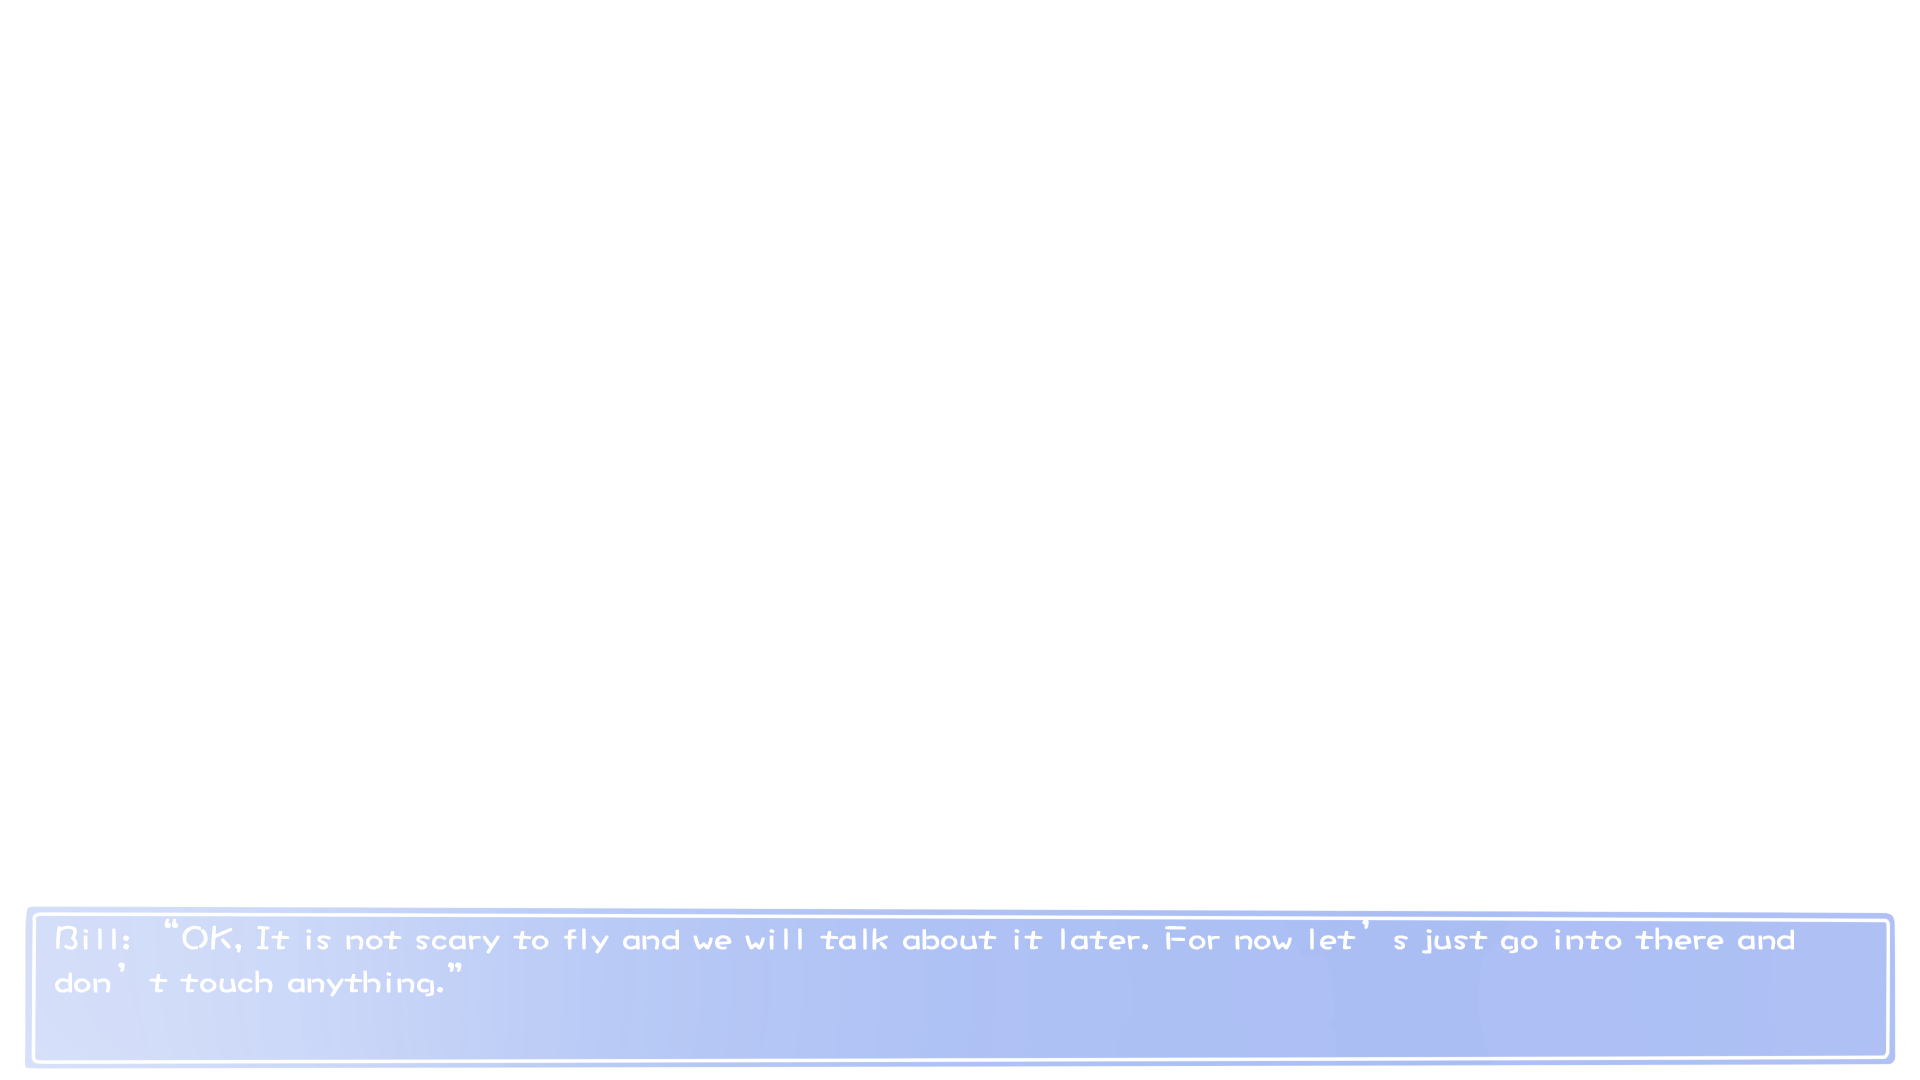 Bill: “OK, It is not scary to fly and we will talk about it later. For now let’s just go into there and
don’t touch anything.”